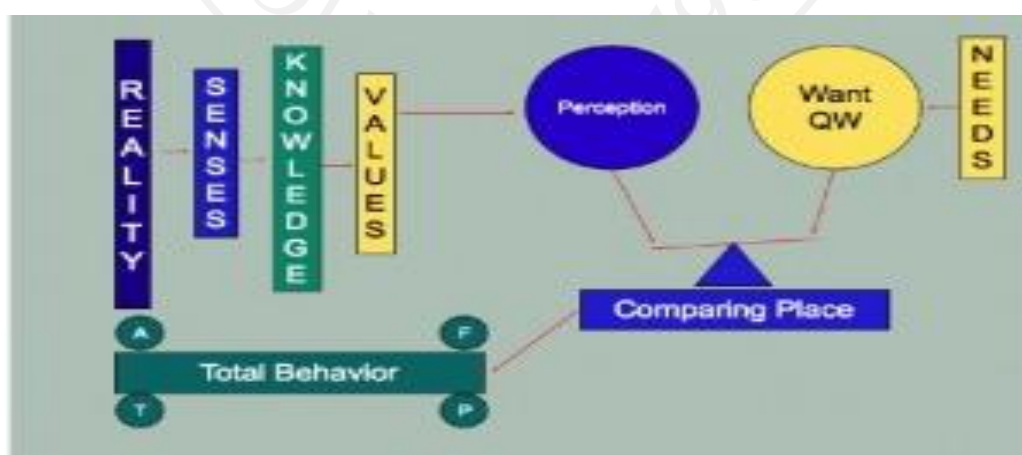 REALITY
SENSES
KNOWLEDGE
VALUES
Perception
Want
QW
NEEDS
Comparing Place
A
F
Total Behavior
T
P